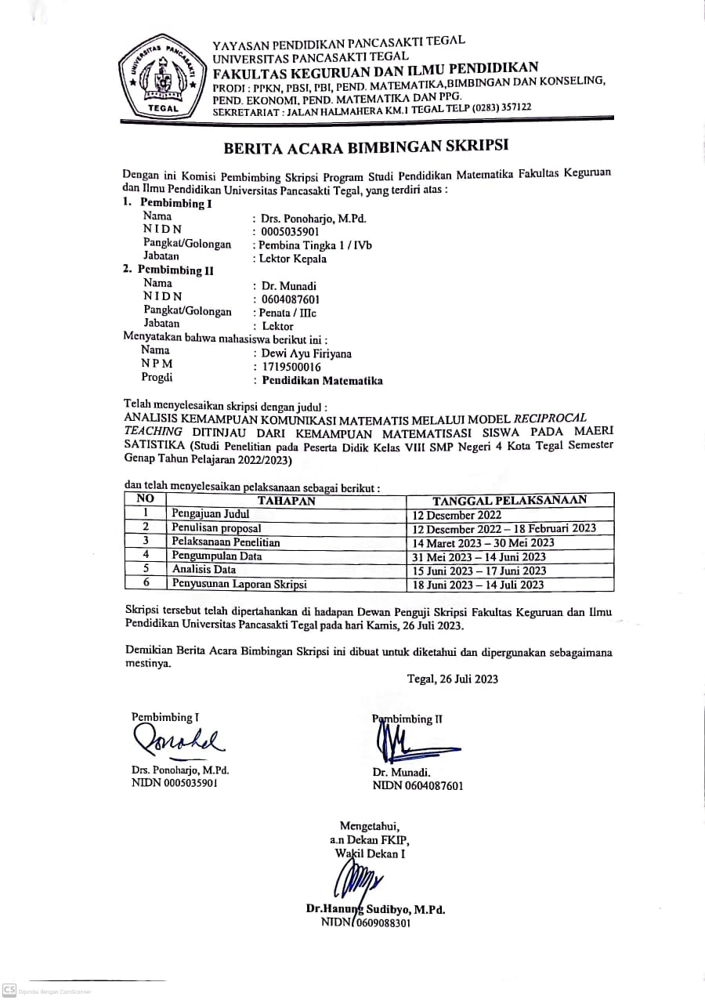 UNIVERSITAS PANCASAKTI
TEGAL
YAYASAN PENDIDIKAN PANCASAKTI TEGAL
UNIVERSITAS PANCASAKTI TEGAL
FAKULTAS KEGURUAN DAN ILMU PENDIDIKAN
PRODI : PPKN, PBSI, PBI, PEND. MATEMATIKA,BIMBINGAN DAN KONSELING,
PEND. EKONOMI, PEND. MATEMATIKA DAN PPG.
SEKRETARIAT : JALAN HALMAHERA KM.1 TEGAL TELP (0283) 357122
BERITA ACARA BIMBINGAN SKRIPSI
Dengan ini Komisi Pembimbing Skripsi Program Studi Pendidikan Matematika Fakultas Keguruan
dan Ilmu Pendidikan Universitas Pancasakti Tegal, yang terdiri atas :
1. Pembimbing I
Nama : Drs. Ponoharjo, M.Pd.
N I D N : 0005035901
Pangkat/Golongan : Pembina Tingka 1 / IVb
Jabatan : Lektor Kepala
2. Pembimbing II
Nama : Dr. Munadi
N I D N : 0604087601
Pangkat/Golongan : Penata / IIIc
Jabatan : Lektor
Menyatakan bahwa mahasiswa berikut ini :
Nama : Dewi Ayu Firiyana
N P M : 1719500016
Progdi : Pendidikan Matematika
Telah menyelesaikan skripsi dengan judul :
ANALISIS KEMAMPUAN KOMUNIKASI MATEMATIS MELALUI MODEL RECIPROCAL
TEACHING DITINJAU DARI KEMAMPUAN MATEMATISASI SISWA PADA MAERI
SATISTIKA (Studi Penelitian pada Peserta Didik Kelas VIII SMP Negeri 4 Kota Tegal Semester
Genap Tahun Pelajaran 2022/2023)
dan telah menyelesaikan pelaksanaan sebagai berikut :
NO TAHAPAN TANGGAL PELAKSANAAN
1 Pengajuan Judul 12 Desember 2022
2 Penulisan proposal 12 Desember 2022 – 18 Februari 2023
3 Pelaksanaan Penelitian 14 Maret 2023 – 30 Mei 2023
4 Pengumpulan Data 31 Mei 2023 – 14 Juni 2023
5 Analisis Data 15 Juni 2023 – 17 Juni 2023
6 Penyusunan Laporan Skripsi 18 Juni 2023 – 14 Juli 2023
Skripsi tersebut telah dipertahankan di hadapan Dewan Penguji Skripsi Fakultas Keguruan dan Ilmu
Pendidikan Universitas Pancasakti Tegal pada hari Kamis, 26 Juli 2023.
Demikian Berita Acara Bimbingan Skripsi ini dibuat untuk diketahui dan dipergunakan sebagaimana
mestinya.
Tegal, 26 Juli 2023
Pembimbing I
Drs. Ponoharjo, M.Pd.
NIDN 0005035901
Pembimbing II
Dr. Munadi.
NIDN 0604087601
Mengetahui,
a.n Dekan FKIP,
Wakil Dekan I
Dr.Hanung Sudibyo, M.Pd.
NIDN 0609088301
CS Dipindai dengan CamScanner